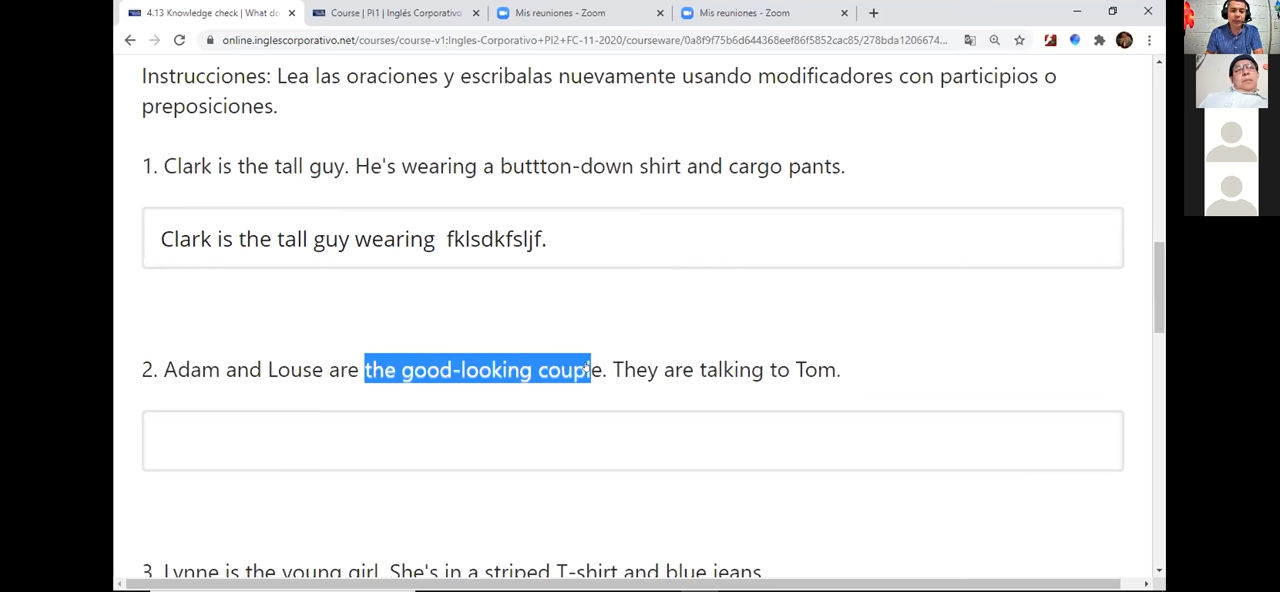 4.13 Knowledge check | What do
Course | PI1 | Inglés Corporativo
Mis reuniones - Zoom
Mis reuniones - Zoom
online.inglescorporativo.net/courses/course-v1:Ingles-Corporativo+PI2+FC-11-2020/courseware/0a8f9f75b6d644368eef86f5852cac85/278bda1206674...
Instrucciones: Lea las oraciones y escribalas nuevamente usando modificadores con participios o
preposiciones.
1. Clark is the tall guy. He's wearing a buttton-down shirt and cargo pants.
Clark is the tall guy wearing fklsdkfsljf.
2. Adam and Louse are the good-looking couple. They are talking to Tom.
3. Lynne is the young girl. She's in a striped T-shirt and blue jeans.